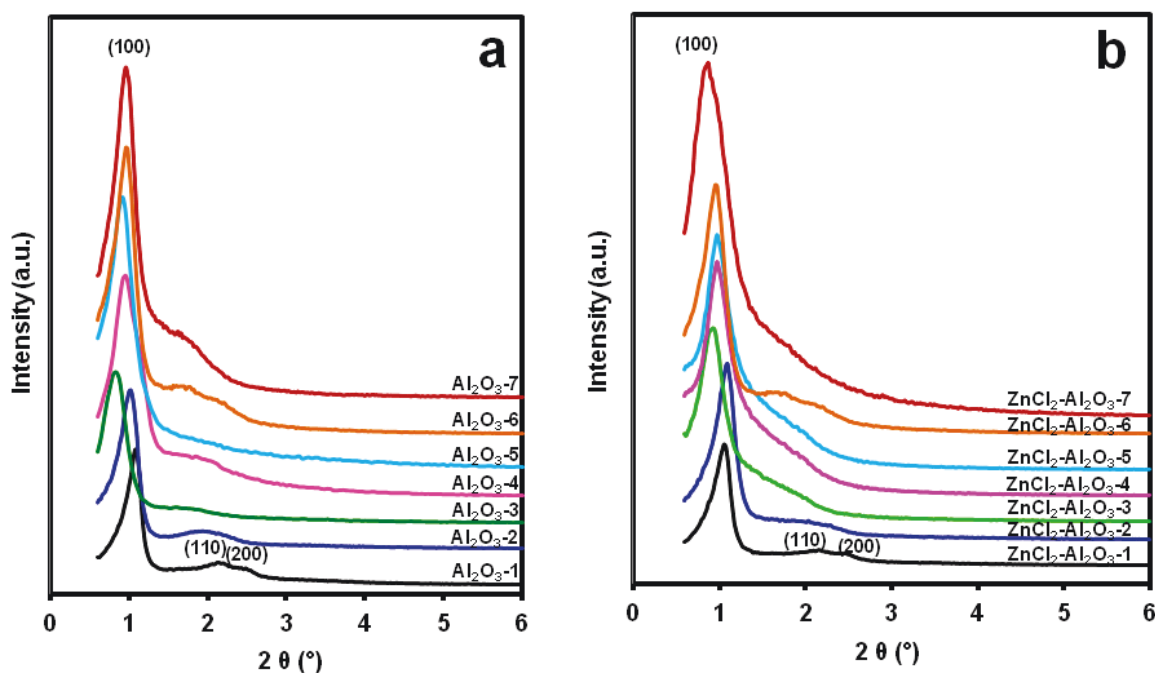 a
(100)
Intensity (a.u.)
Al₂O₃-7
Al₂O₃-6
Al₂O₃-5
Al₂O₃-4
Al₂O₃-3
Al₂O₃-2
(110)
(200)
Al₂O₃-1
0 1 2 3 4 5 6
2 θ (°)
b
(100)
Intensity (a.u.)
ZnCl₂-Al₂O₃-7
ZnCl₂-Al₂O₃-6
ZnCl₂-Al₂O₃-5
ZnCl₂-Al₂O₃-4
ZnCl₂-Al₂O₃-3
ZnCl₂-Al₂O₃-2
(110)
(200)
ZnCl₂-Al₂O₃-1
0 1 2 3 4 5 6
2 θ (°)